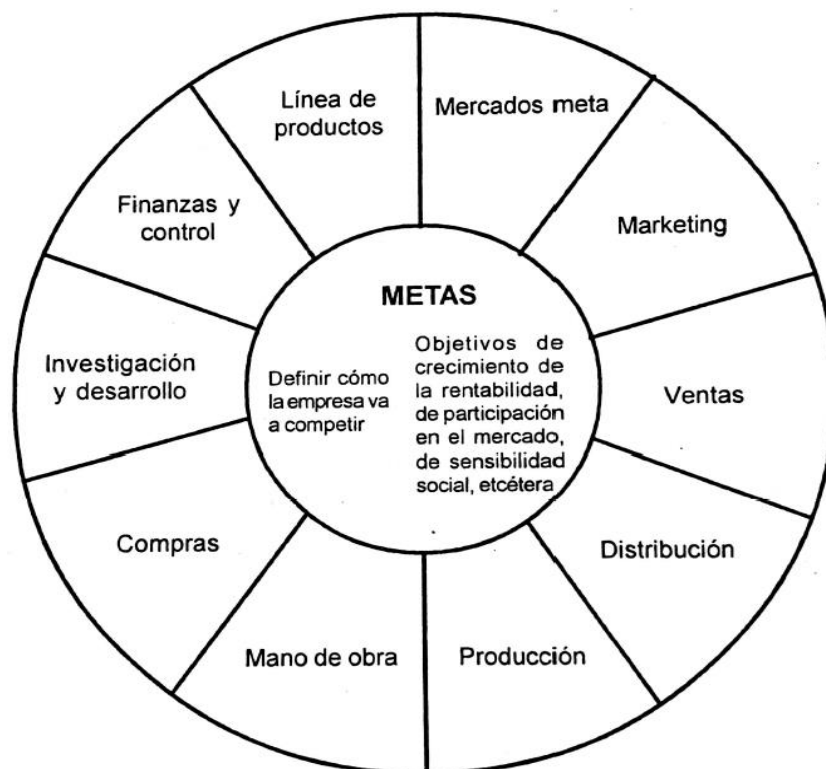 Línea de
productos
Mercados meta
Marketing
Ventas
Distribución
Producción
Mano de obra
Compras
Investigación
y desarrollo
Finanzas y
control
METAS
Definir cómo
la empresa va
a competir
Objetivos de
crecimiento de
la rentabilidad,
de participación
en el mercado,
de sensibilidad
social, etcétera